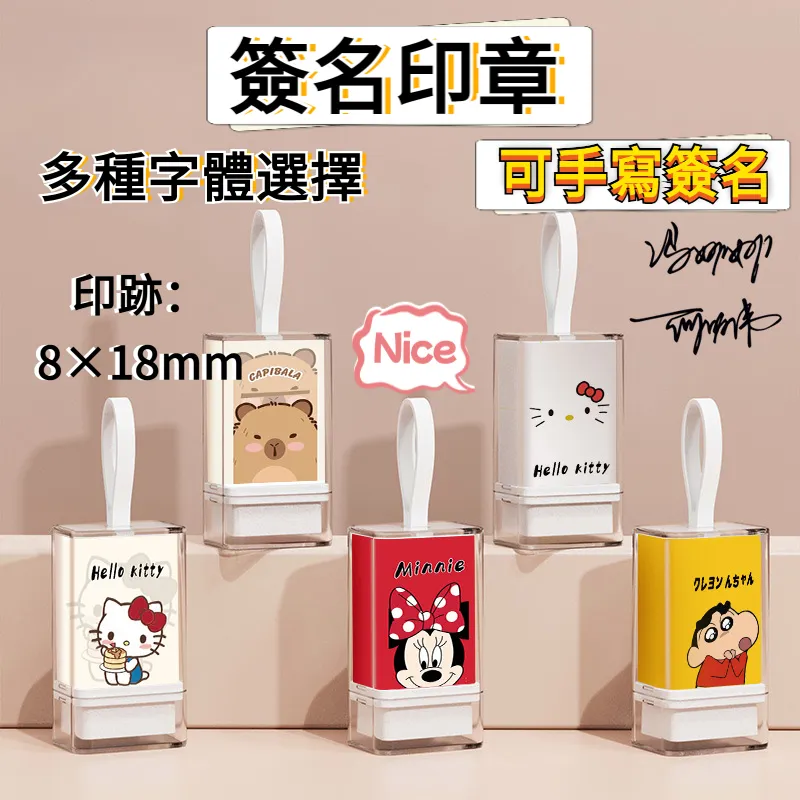 簽名印章
多種字體選擇
可手寫簽名
印跡：
8×18mm
Nice
CAPIBALA
Hello Kitty
Hello Kitty
Minnie
クレヨンんちゃん